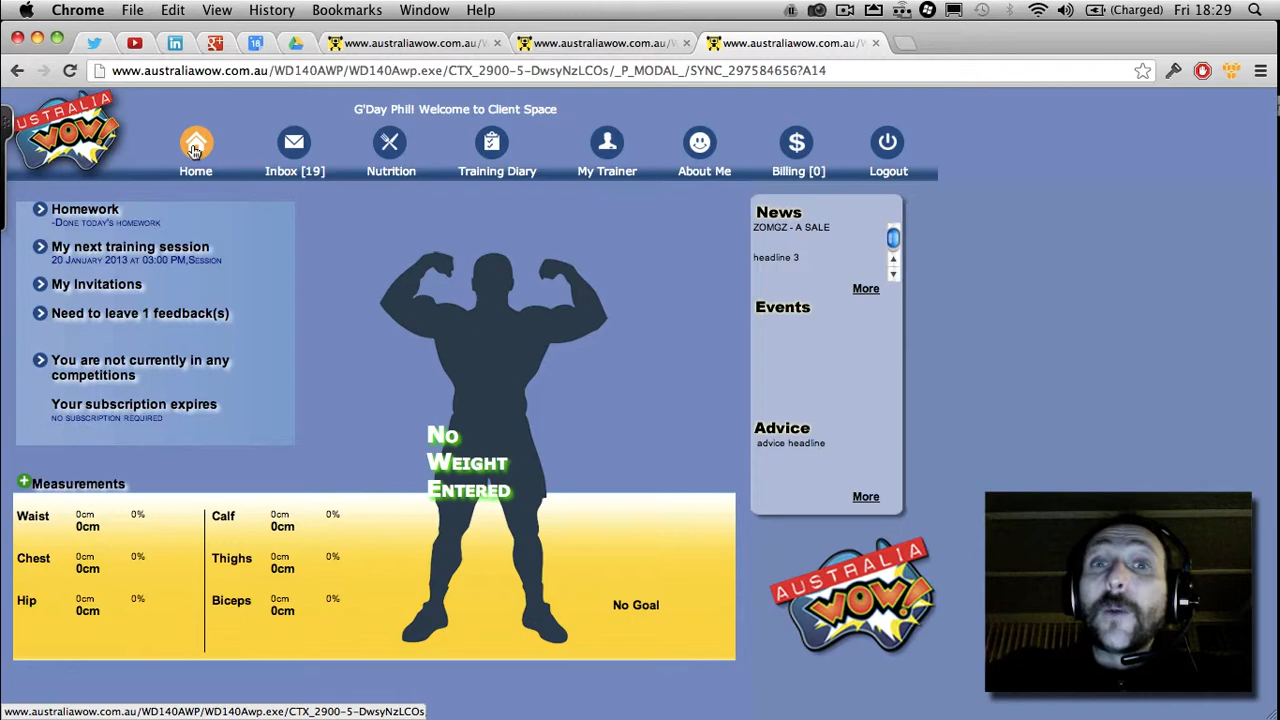 Chrome File Edit View History Bookmarks Window Help
(Charged) Fri 18:29
www.australiawow.com.au/W
www.australiawow.com.au/W
www.australiawow.com.au/W
www.australiawow.com.au/WD140AWP/WD140Awp.exe/CTX_2900-5-DwsyNzLCOs/_P_MODAL_/SYNC_297584656?A14
USTRALIA
WOW!
G'Day Phil! Welcome to Client Space
Home
Inbox [19]
Nutrition
Training Diary
My Trainer
About Me
Billing [0]
Logout
Homework
-Done today's homework
My next training session
20 January 2013 at 03:00 PM,Session
My Invitations
Need to leave 1 feedback(s)
You are not currently in any
competitions
Your subscription expires
no subscription required
No
Weight
Entered
News
ZOMGZ - A SALE
headline 3
More
Events
Advice
advice headline
More
Measurements
Waist 0cm 0%
0cm
Chest 0cm 0%
0cm
Hip 0cm 0%
0cm
Calf 0cm 0%
0cm
Thighs 0cm 0%
0cm
Biceps 0cm 0%
0cm
No Goal
AUSTRALIA
WOW!
www.australiawow.com.au/WD140AWP/WD140Awp.exe/CTX_2900-5-DwsyNzLCOs